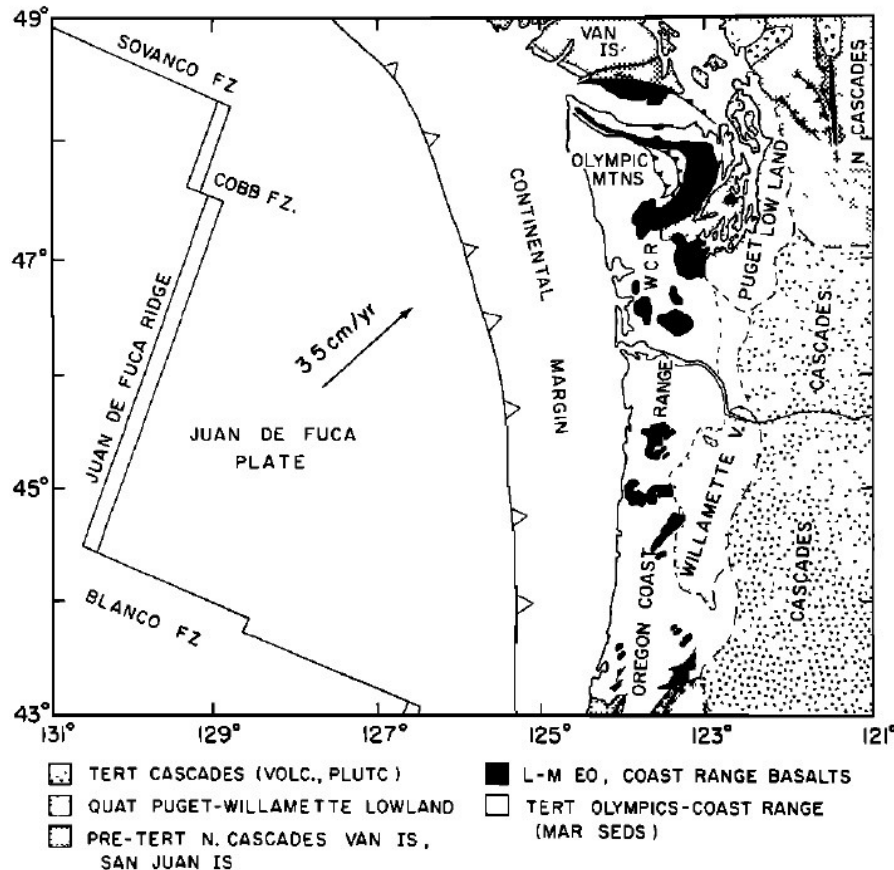 49°
SOVANCO FZ
VAN
IS
N CASCADES
COBB FZ.
OLYMPIC
MTNS
PUGET LOW LAND
CONTINENTAL
MARGIN
47°
WCR
JUAN DE FUCA RIDGE
3 5 cm/yr
CASCADES
JUAN DE FUCA
PLATE
OREGON COAST RANGE
WILLAMETTE V.
45°
CASCADES
BLANCO FZ
43°
131° 129° 127° 125° 123° 121°
TERT CASCADES (VOLC., PLUTC)
QUAT PUGET-WILLAMETTE LOWLAND
PRE-TERT N. CASCADES VAN IS,
SAN JUAN IS
L-M EO, COAST RANGE BASALTS
TERT OLYMPICS-COAST RANGE
(MAR SEDS)